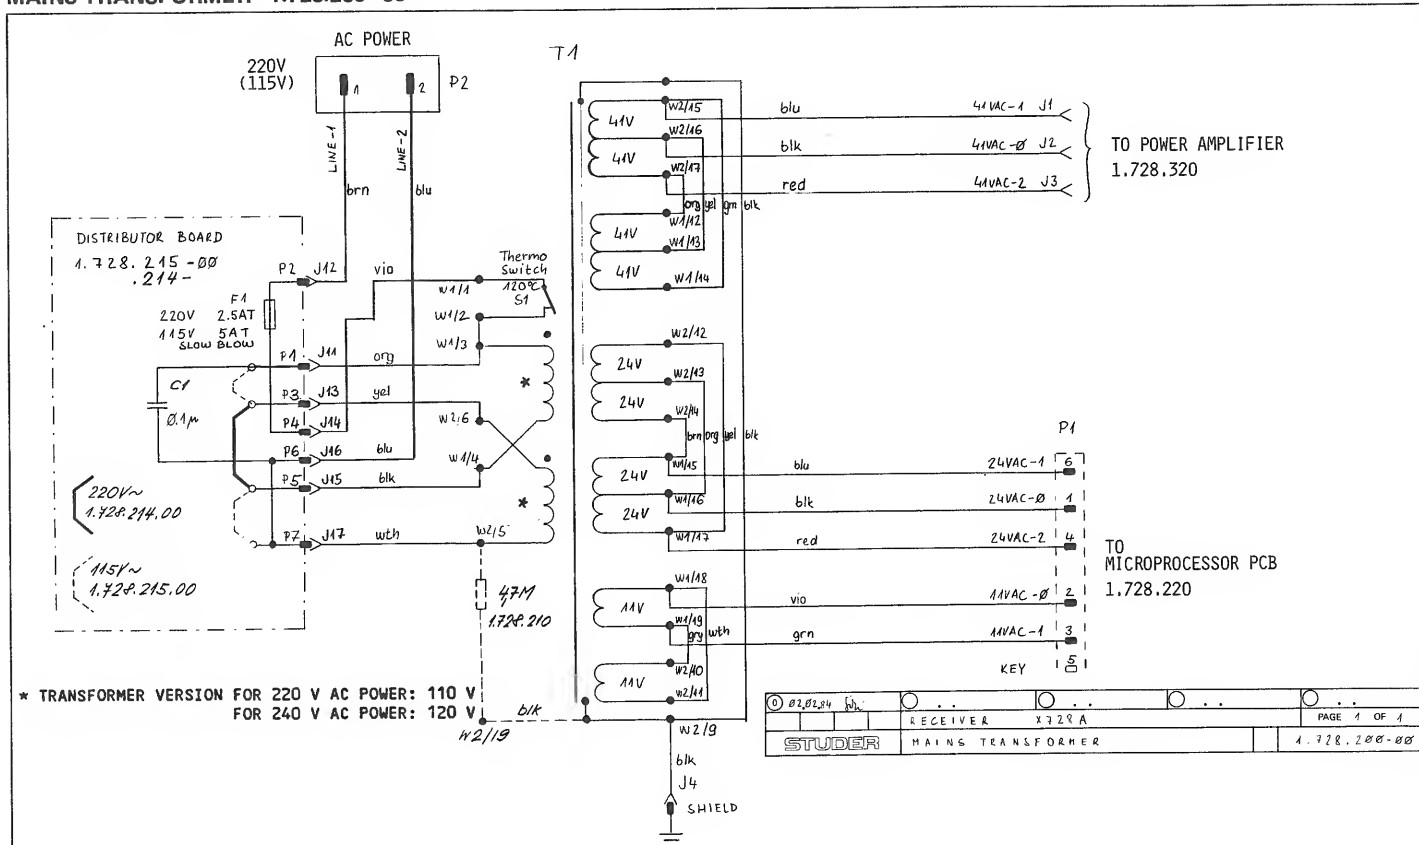 AC POWER
220V
(115V)
1
2
P2
T1
LINE-1
LINE-2
brn
blu
DISTRIBUTOR BOARD
1.728.215-00
.214-
P2
J12
vio
F1
220V 2.5AT
115V 5AT
SLOW BLOW
P1
J11
org
C1
0.1µ
P3
J13
yel
P4
J14
P6
J16
blu
P5
J15
blk
P7
J17
wth
220V~
1.728.214.00
115V~
1.728.215.00
Thermo
Switch
120°C
S1
W1/1
W1/2
W1/3
W2/6
W1/4
W2/5
*
*
47M
1.728.210
blk
W2/19
* TRANSFORMER VERSION FOR 220 V AC POWER: 110 V
FOR 240 V AC POWER: 120 V
41V
41V
41V
41V
W2/15
W2/16
W2/17
W1/12
W1/13
W1/14
org yel grn blk
blu
41VAC-1 J1
blk
41VAC-0 J2
red
41VAC-2 J3
TO POWER AMPLIFIER
1.728.320
24V
24V
24V
24V
W2/12
W2/13
W2/14
W1/15
W1/16
W1/17
brn org yel blk
P1
blu
24VAC-1 6
blk
24VAC-0 1
red
24VAC-2 4
TO
MICROPROCESSOR PCB
1.728.220
11V
11V
W1/18
W1/19
W2/10
W2/11
gry
wth
vio
11VAC-0 2
grn
11VAC-1 3
KEY 5
W2/9
blk
J4
SHIELD
0 02.02.84
RECEIVER X728A
PAGE 1 OF 1
STUDER
MAINS TRANSFORMER
1.728.200-00